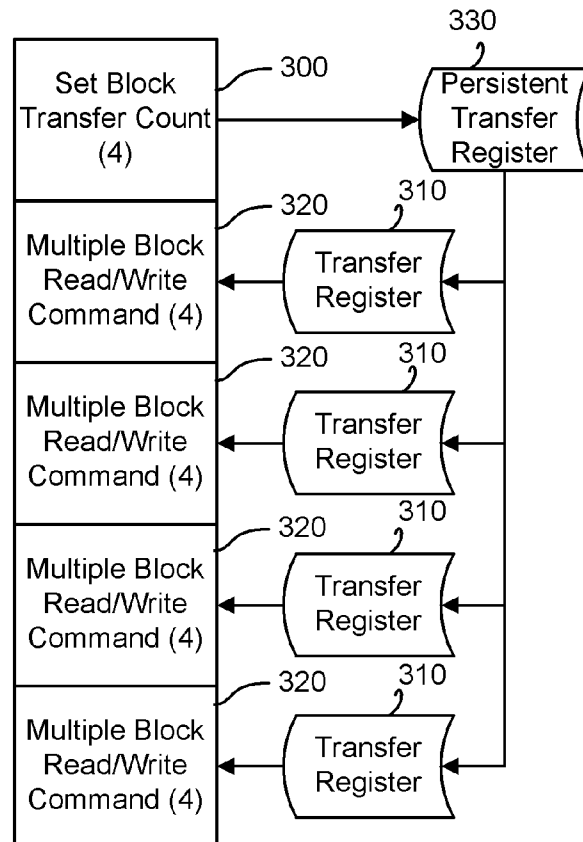 300
330
Set Block
Transfer Count
(4)
Persistent
Transfer
Register
320
310
Multiple Block
Read/Write
Command (4)
Transfer
Register
320
310
Multiple Block
Read/Write
Command (4)
Transfer
Register
320
310
Multiple Block
Read/Write
Command (4)
Transfer
Register
320
310
Multiple Block
Read/Write
Command (4)
Transfer
Register